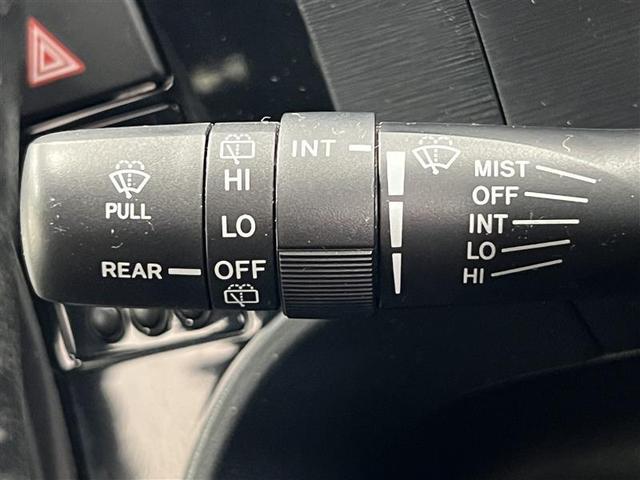 PULL
REAR
HI
LO
OFF
INT
MIST
OFF
INT
LO
HI